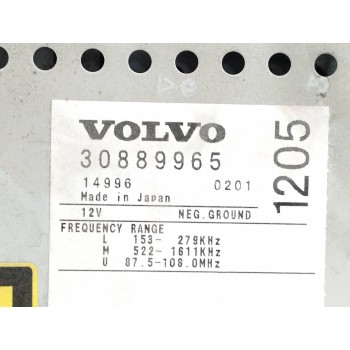 VOLVO
30889965
14996 0201
Made in Japan
12V NEG.GROUND
FREQUENCY RANGE
L 153- 279KHz
M 522- 1611KHz
U 87.5-108.0MHz
1205